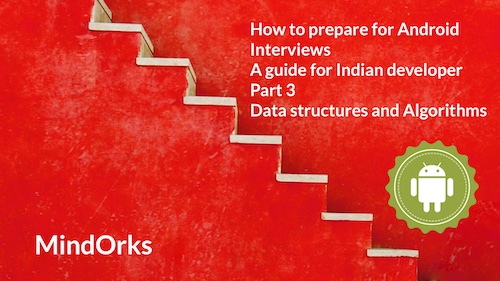 How to prepare for Android
Interviews
A guide for Indian developer
Part 3
Data structures and Algorithms
MindOrks